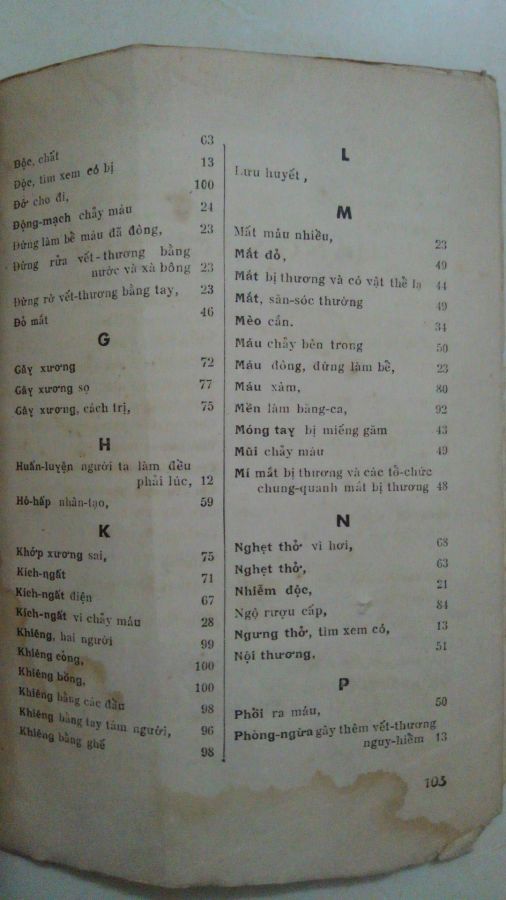 Độc, chất 63
Độc, tìm xem có bị 13
Đở cho đi, 100
Động-mạch chảy máu 24
Đừng làm bể máu đã đông, 23
Đừng rửa vết-thương bằng
nước và xà bông 23
Đừng rờ vết-thương bằng tay, 23
Đỏ mắt 46
G
Gãy xương 72
Gãy xương sọ 77
Gãy xương, cách trị, 75
H
Huấn-luyện người ta làm đều
phải lúc, 12
Hô-hấp nhàn-tạo, 59
K
Khớp xương sai, 75
Kích-ngất 71
Kích-ngất điện 67
Kích-ngất vì chảy máu 28
Khiêng, hai người 99
Khiêng cỏng, 100
Khiêng bồng, 100
Khiêng bằng các đầu 98
Khiêng bằng tay tám người, 96
Khiêng bằng ghế 98
L
Lưu huyết,
M
Mất máu nhiều, 23
Mắt đỏ, 49
Mắt bị thương và có vật thể lạ 44
Mắt, săn-sóc thường 49
Mèo cắn. 34
Máu chảy bên trong 50
Máu đông, đừng làm bể, 23
Máu xàm, 80
Mền làm băng-ca, 92
Móng tay bị miếng găm 43
Mũi chảy máu 49
Mí mắt bị thương và các tổ-chức
chung-quanh mắt bị thương 48
N
Nghẹt thở vì hơi, 68
Nghẹt thở, 63
Nhiễm độc, 21
Ngộ rượu cấp, 84
Ngưng thở, tìm xem có, 13
Nội thương, 51
P
Phổi ra máu, 50
Phòng-ngừa gây thêm vết-thương
nguy-hiểm 13
105